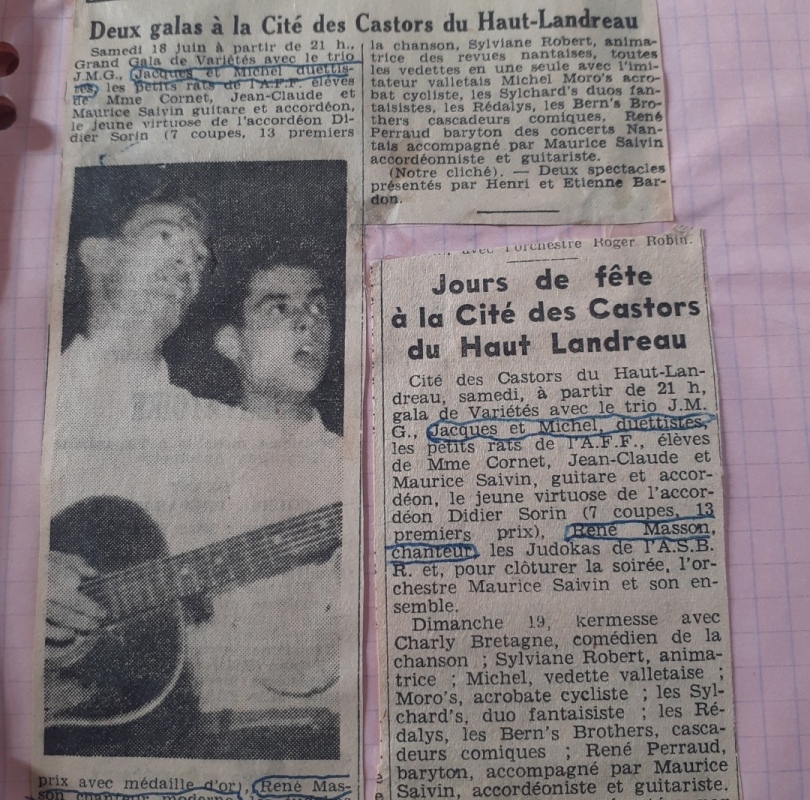 Deux galas à la Cité des Castors du Haut-Landreau
Samedi 18 juin à partir de 21 h.,
Grand Gala de Variétés avec le trio
J.M.G., Jacques et Michel duettis-
tes, les petits rats de l'A.F.F. élèves
de Mme Cornet, Jean-Claude et
Maurice Saivin guitare et accordéon,
le jeune virtuose de l'accordéon Di-
dier Sorin (7 coupes, 13 premiers
prix avec médaille d'or), René Mas-
son chanteur moderne
la chanson, Sylviane Robert, anima-
trice des revues nantaises, toutes
les vedettes en une seule avec l'imi-
tateur valletais Michel Moro's acro-
bat cycliste, les Sylchard's duos fan-
taisistes, les Rédalys, les Bern's Bro-
thers cascadeurs comiques, René
Perraud baryton des concerts Nan-
tais accompagné par Maurice Saivin
accordéonniste et guitariste.
(Notre cliché). — Deux spectacles
présentés par Henri et Etienne Bar-
don.
avec l'orchestre Roger Robin.
Jours de fête
à la Cité des Castors
du Haut Landreau
Cité des Castors du Haut-Lan-
dreau, samedi, à partir de 21 h,
gala de Variétés avec le trio J.M.
G., Jacques et Michel, duettistes,
les petits rats de l'A.F.F., élèves
de Mme Cornet, Jean-Claude et
Maurice Saivin, guitare et accor-
déon, le jeune virtuose de l'accor-
déon Didier Sorin (7 coupes, 13
premiers prix), René Masson,
chanteur, les Judokas de l'A.S.B.
R. et, pour clôturer la soirée, l'or-
chestre Maurice Saivin et son en-
semble.
Dimanche 19, kermesse avec
Charly Bretagne, comédien de la
chanson ; Sylviane Robert, anima-
trice ; Michel, vedette valletaise ;
Moro's, acrobate cycliste ; les Syl-
chard's, duo fantaisiste ; les Ré-
dalys, les Bern's Brothers, casca-
deurs comiques ; René Perraud,
baryton, accompagné par Maurice
Saivin, accordéoniste et guitariste.